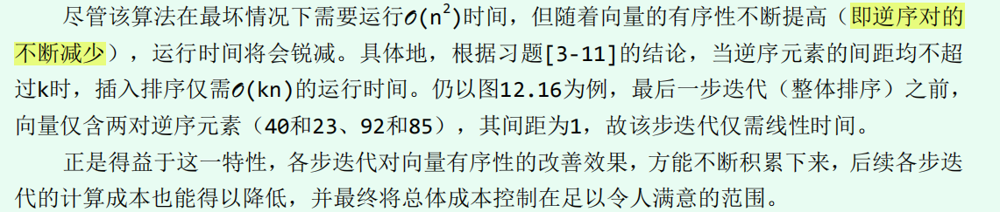 尽管该算法在最坏情况下需要运行O(n²)时间，但随着向量的有序性不断提高（即逆序对的
不断减少），运行时间将会锐减。具体地，根据习题[3-11]的结论，当逆序元素的间距均不超
过k时，插入排序仅需O(kn)的运行时间。仍以图12.16为例，最后一步迭代（整体排序）之前，
向量仅含两对逆序元素（40和23、92和85），其间距为1，故该步迭代仅需线性时间。
正是得益于这一特性，各步迭代对向量有序性的改善效果，方能不断积累下来，后续各步迭
代的计算成本也能得以降低，并最终将总体成本控制在足以令人满意的范围。